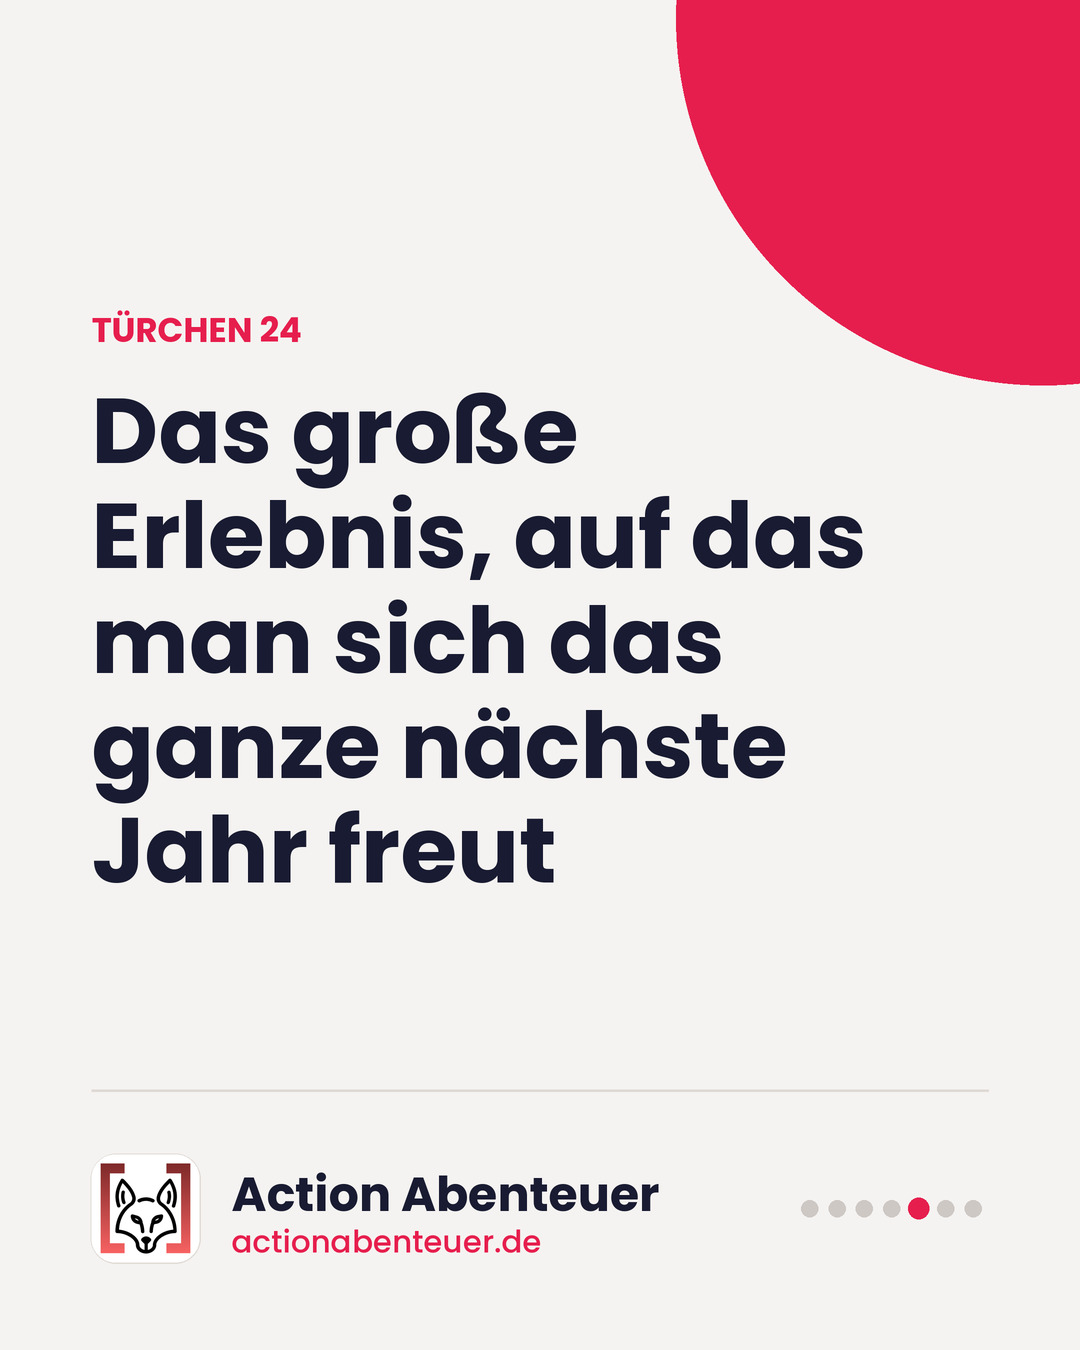 TÜRCHEN 24
Das große
Erlebnis, auf das
man sich das
ganze nächste
Jahr freut
Action Abenteuer
actionabenteuer.de